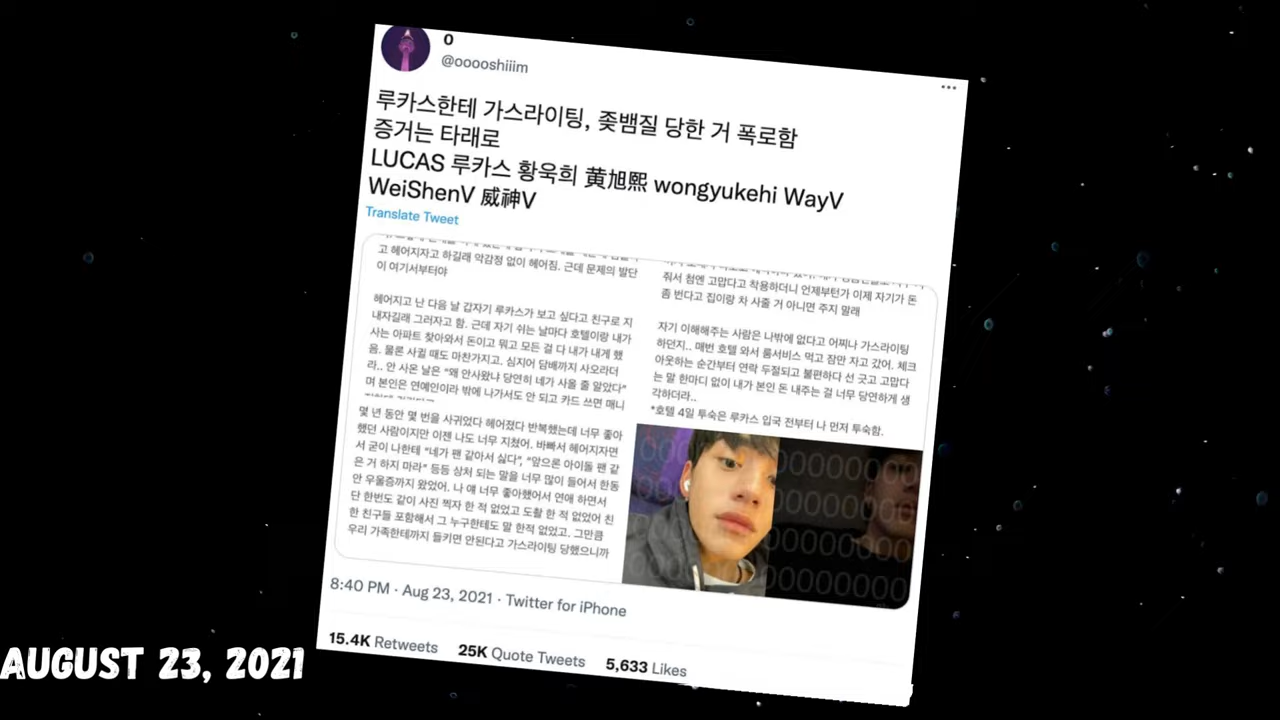 O
@ooooshiiim
루카스한테 가스라이팅, 좆뱀질 당한 거 폭로함
증거는 타래로
LUCAS 루카스 황욱희 黄旭熙 wongyukehi WayV
WeiShenV 威神V
Translate Tweet
고 헤어지자고 하길래 악감정 없이 헤어짐. 근데 문제의 발단
이 여기서부터야
헤어지고 난 다음 날 갑자기 루카스가 보고 싶다고 친구로 지
내자길래 그러자고 함. 근데 자기 쉬는 날마다 호텔이랑 내가
사는 아파트 찾아와서 돈이고 뭐고 모든 걸 다 내가 내게 했
음. 물론 사귈 때도 마찬가지고. 심지어 담배까지 사오라더
라.. 안 사온 날은 “왜 안사왔냐 당연히 네가 사올 줄 알았다”
며 본인은 연예인이라 밖에 나가서도 안 되고 카드 쓰면 매니
몇 년 동안 몇 번을 사귀었다 헤어졌다 반복했는데 너무 좋아
했던 사람이지만 이젠 나도 너무 지쳤어. 바빠서 헤어지자면
서 굳이 나한테 “네가 팬 같아서 싫다”, “앞으론 아이돌 팬 같
은 거 하지 마라” 등등 상처 되는 말을 너무 많이 들어서 한동
안 우울증까지 왔었어. 나 얘 너무 좋아했어서 연애 하면서
단 한번도 같이 사진 찍자 한 적 없었고 도촬 한 적 없었어 친
한 친구들 포함해서 그 누구한테도 말 한적 없었고. 그만큼
우리 가족한테까지 들키면 안된다고 가스라이팅 당했으니까
줘서 첨엔 고맙다고 착용하더니 언제부턴가 이제 자기가 돈
좀 번다고 집이랑 차 사줄 거 아니면 주지 말래
자기 이해해주는 사람은 나밖에 없다고 어찌나 가스라이팅
하던지.. 매번 호텔 와서 룸서비스 먹고 잠만 자고 갔어. 체크
아웃하는 순간부터 연락 두절되고 불편하다 선 긋고 고맙다
는 말 한마디 없이 내가 본인 돈 내주는 걸 너무 당연하게 생
각하더라..
*호텔 4일 투숙은 루카스 입국 전부터 나 먼저 투숙함.
8:40 PM · Aug 23, 2021 · Twitter for iPhone
15.4K Retweets 25K Quote Tweets 5,633 Likes
AUGUST 23, 2021